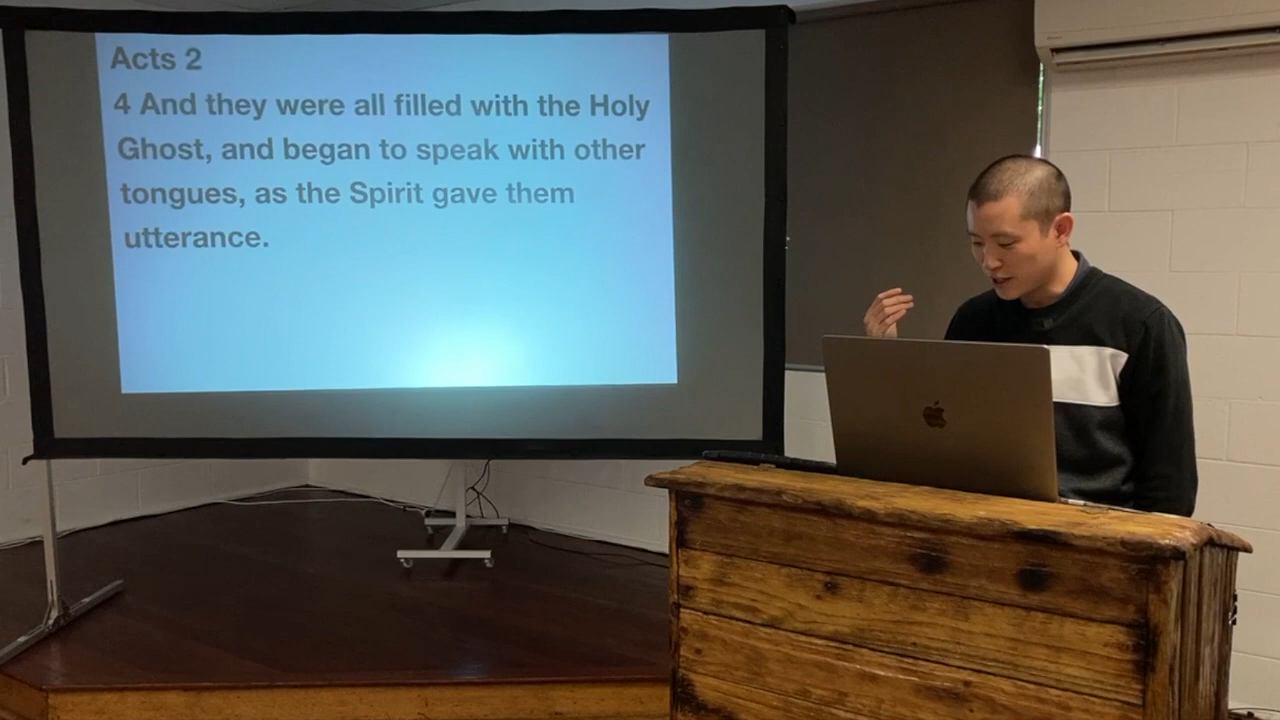 Acts 2
4 And they were all filled with the Holy
Ghost, and began to speak with other
tongues, as the Spirit gave them
utterance.